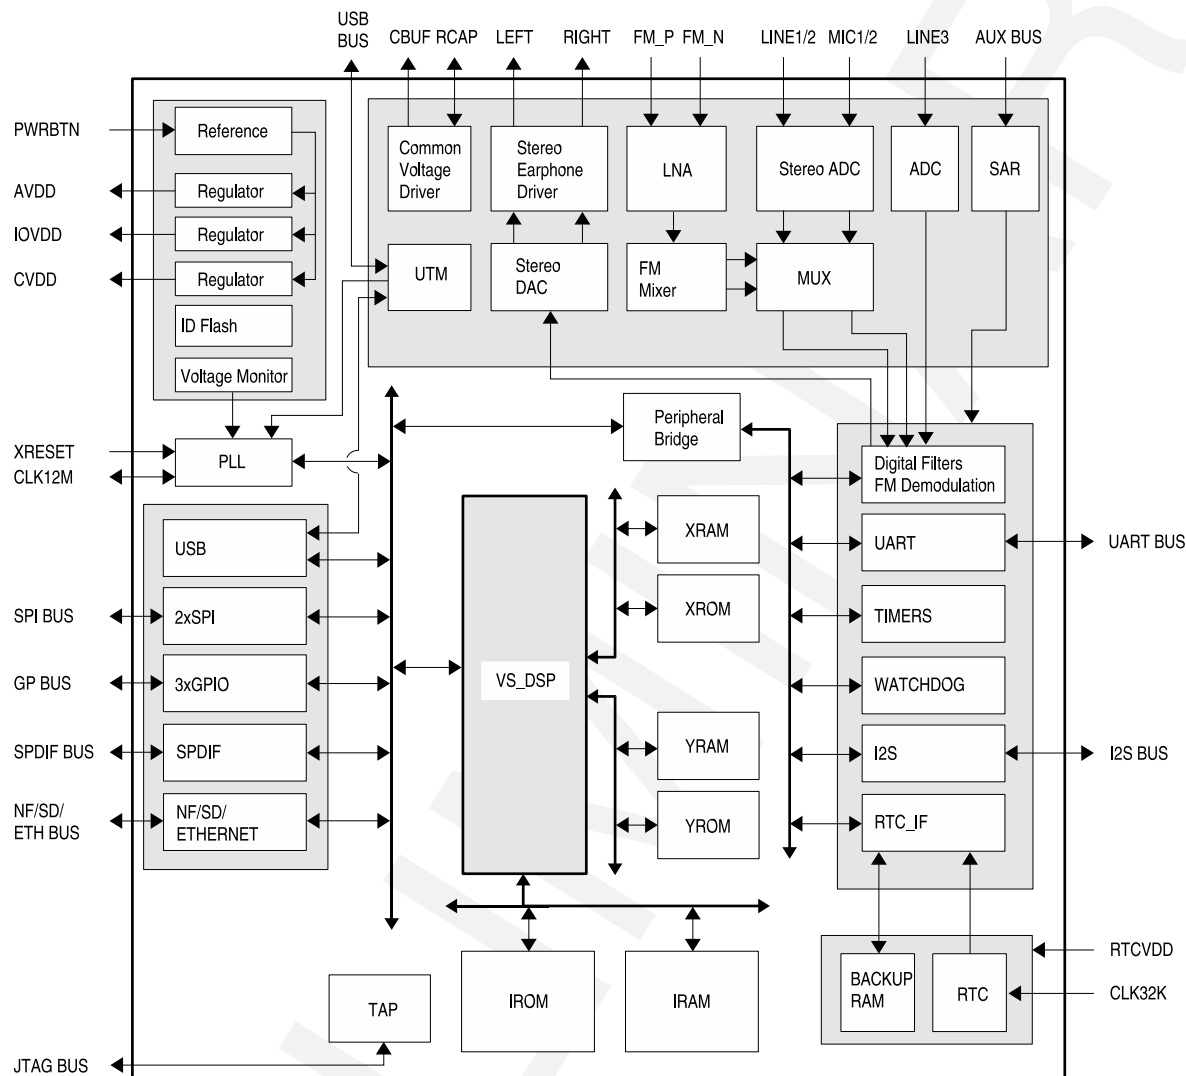 USB
BUS
CBUF RCAP
LEFT
RIGHT
FM_P FM_N
LINE1/2 MIC1/2
LINE3
AUX BUS
PWRBTN
Reference
AVDD
Regulator
IOVDD
Regulator
CVDD
Regulator
ID Flash
Voltage Monitor
Common
Voltage
Driver
Stereo
Earphone
Driver
LNA
Stereo ADC
ADC
SAR
UTM
Stereo
DAC
FM
Mixer
MUX
XRESET
CLK12M
PLL
Peripheral
Bridge
Digital Filters
FM Demodulation
USB
SPI BUS
2xSPI
GP BUS
3xGPIO
SPDIF BUS
SPDIF
NF/SD/
ETH BUS
NF/SD/
ETHERNET
VS_DSP
XRAM
XROM
YRAM
YROM
UART
UART BUS
TIMERS
WATCHDOG
I2S
I2S BUS
RTC_IF
IROM
IRAM
TAP
JTAG BUS
BACKUP
RAM
RTC
RTCVDD
CLK32K